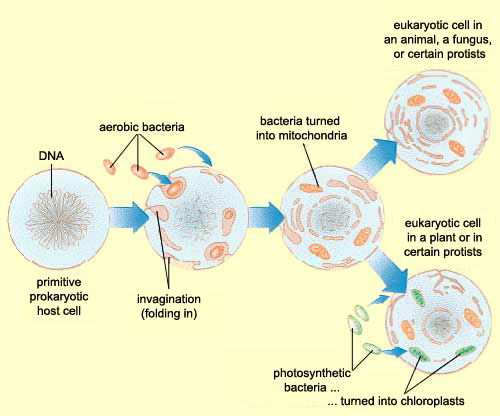 eukaryotic cell in
an animal, a fungus,
or certain protists
aerobic bacteria
bacteria turned
into mitochondria
DNA
eukaryotic cell
in a plant or in
certain protists
primitive
prokaryotic
host cell
invagination
(folding in)
photosynthetic
bacteria ...
... turned into chloroplasts